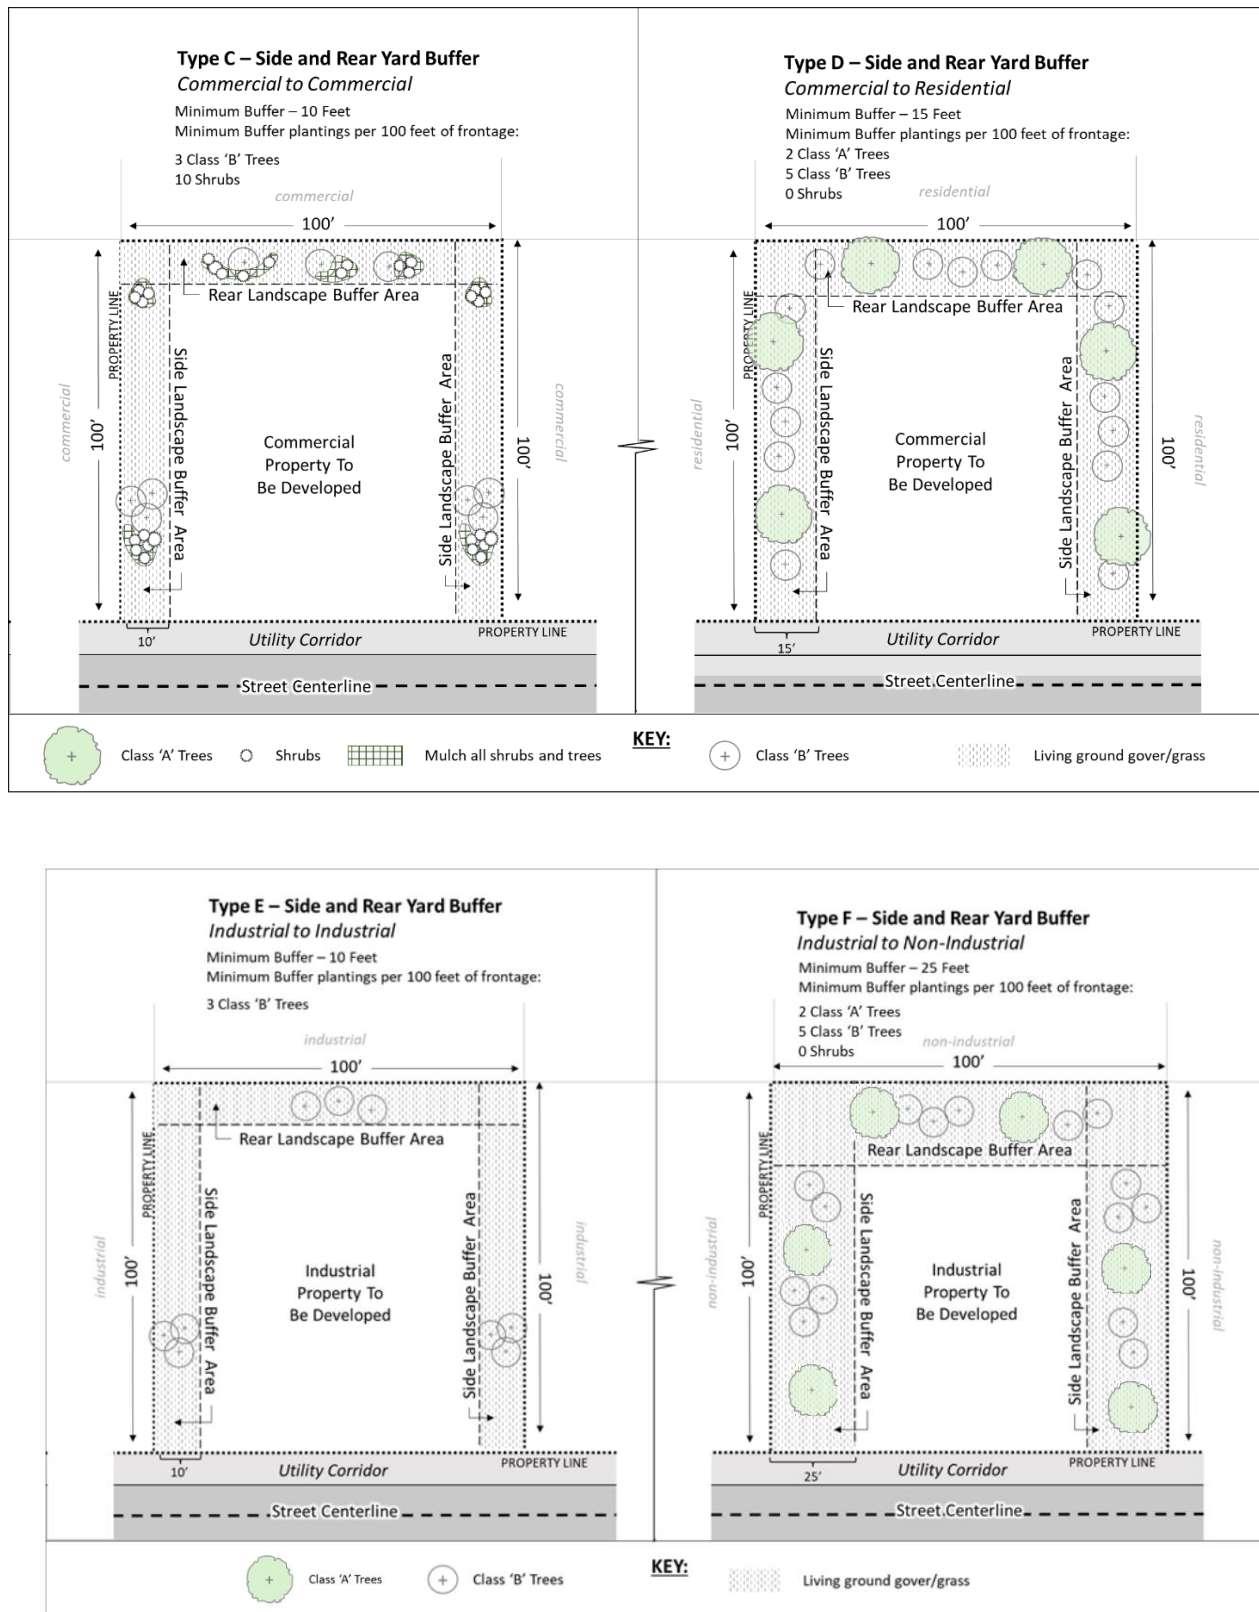 Type C – Side and Rear Yard Buffer
Commercial to Commercial
Minimum Buffer – 10 Feet
Minimum Buffer plantings per 100 feet of frontage:
3 Class ‘B’ Trees
10 Shrubs
commercial
100’
Rear Landscape Buffer Area
PROPERTY LINE
commercial
100’
Side Landscape Buffer Area
Commercial
Property To
Be Developed
Side Landscape Buffer Area
100’
commercial
10’
Utility Corridor
PROPERTY LINE
Street Centerline
Type D – Side and Rear Yard Buffer
Commercial to Residential
Minimum Buffer – 15 Feet
Minimum Buffer plantings per 100 feet of frontage:
2 Class ‘A’ Trees
5 Class ‘B’ Trees
0 Shrubs
residential
100’
Rear Landscape Buffer Area
PROPERTY LINE
residential
100’
Side Landscape Buffer Area
Commercial
Property To
Be Developed
Side Landscape Buffer Area
100’
residential
15’
Utility Corridor
PROPERTY LINE
Street Centerline
KEY:
Class ‘A’ Trees
Shrubs
Mulch all shrubs and trees
Class ‘B’ Trees
Living ground gover/grass
Type E – Side and Rear Yard Buffer
Industrial to Industrial
Minimum Buffer – 10 Feet
Minimum Buffer plantings per 100 feet of frontage:
3 Class ‘B’ Trees
industrial
100’
Rear Landscape Buffer Area
PROPERTY LINE
industrial
100’
Side Landscape Buffer Area
Industrial
Property To
Be Developed
Side Landscape Buffer Area
100’
industrial
10’
Utility Corridor
PROPERTY LINE
Street Centerline
Type F – Side and Rear Yard Buffer
Industrial to Non-Industrial
Minimum Buffer – 25 Feet
Minimum Buffer plantings per 100 feet of frontage:
2 Class ‘A’ Trees
5 Class ‘B’ Trees
0 Shrubs
non-industrial
100’
Rear Landscape Buffer Area
PROPERTY LINE
non-industrial
100’
Side Landscape Buffer Area
Industrial
Property To
Be Developed
Side Landscape Buffer Area
100’
non-industrial
25’
Utility Corridor
PROPERTY LINE
Street Centerline
KEY:
Class ‘A’ Trees
Class ‘B’ Trees
Living ground gover/grass